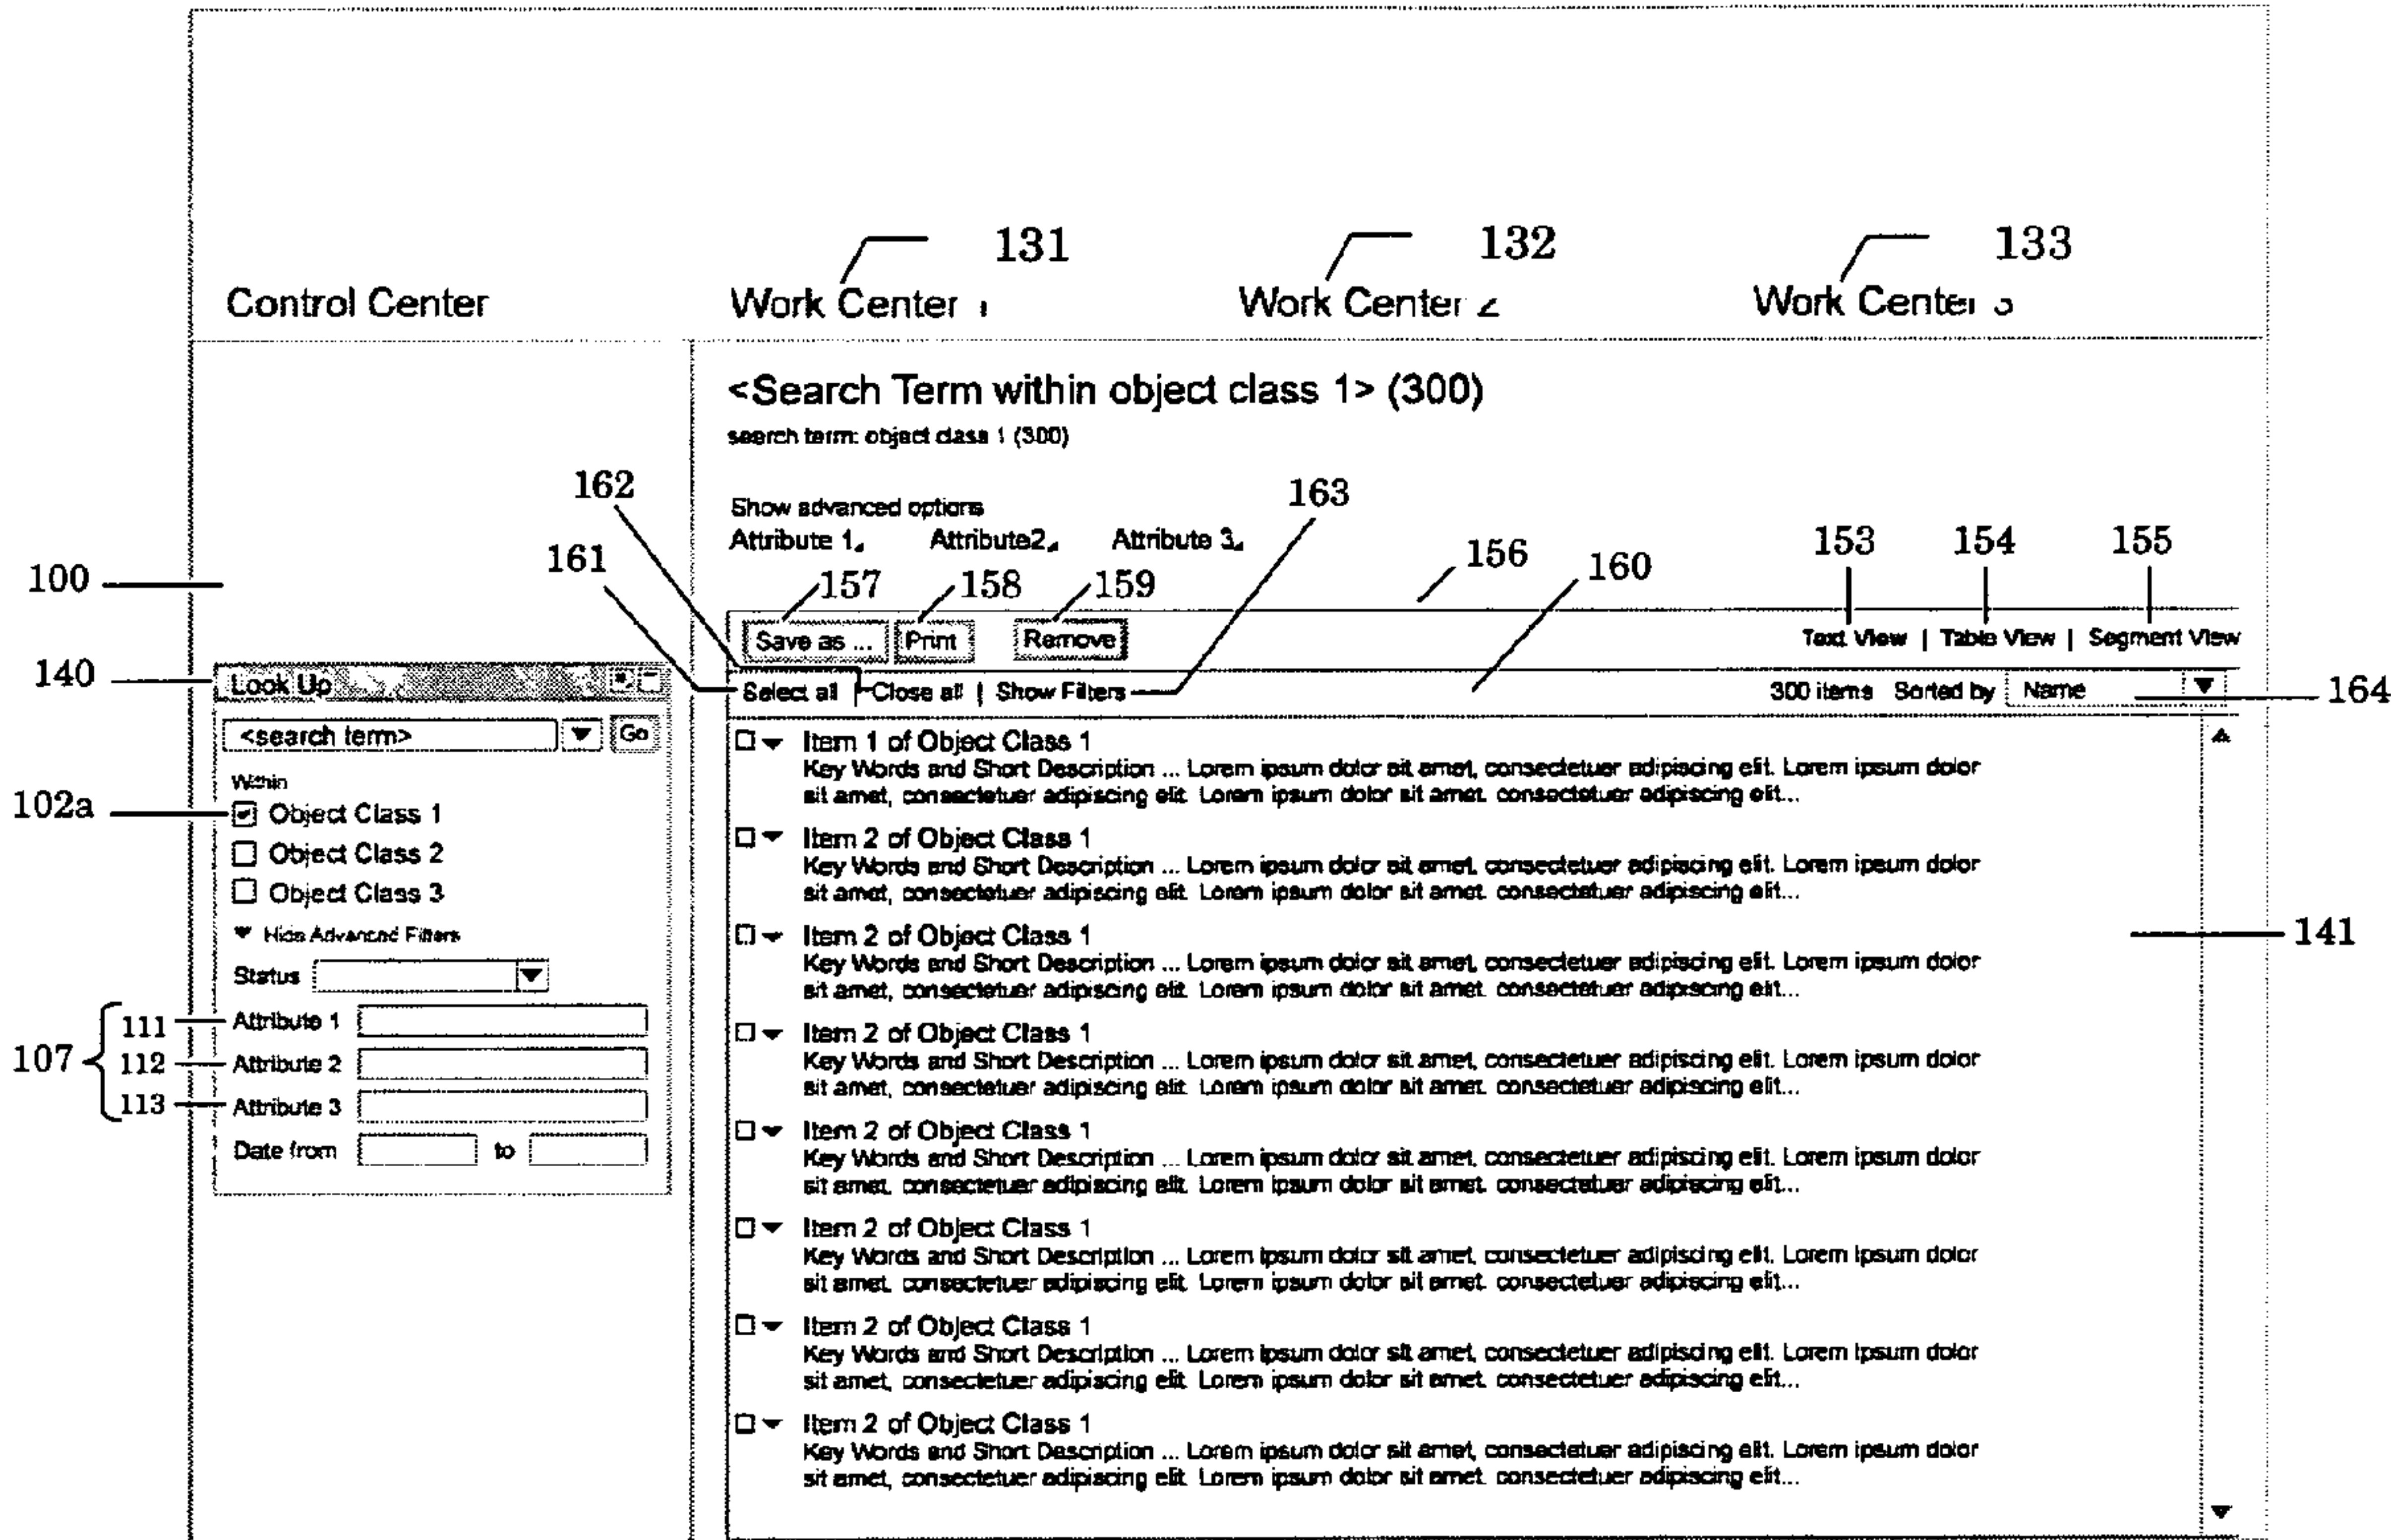 131 132 133
Control Center Work Center 1 Work Center 2 Work Center 3
<Search Term within object class 1> (300)
search term: object class 1 (300)
162 163
Show advanced options
Attribute 1 Attribute2 Attribute 3
161 156 160 153 154 155
100 157 158 159
Save as ... Print Remove Text View | Table View | Segment View
140 Look Up
Select all | Close all | Show Filters 300 items Sorted by Name 164
<search term> Go
Within
102a Object Class 1
Object Class 2
Object Class 3
Hide Advanced Filters
Status
107 111 Attribute 1
112 Attribute 2
113 Attribute 3
Date from to
Item 1 of Object Class 1
Key Words and Short Description ... Lorem ipsum dolor sit amet, consectetuer adipiscing elit. Lorem ipsum dolor
sit amet, consectetuer adipiscing elit. Lorem ipsum dolor sit amet. consectetuer adipiscing elit...
Item 2 of Object Class 1
Key Words and Short Description ... Lorem ipsum dolor sit amet, consectetuer adipiscing elit. Lorem ipsum dolor
sit amet, consectetuer adipiscing elit. Lorem ipsum dolor sit amet. consectetuer adipiscing elit...
Item 2 of Object Class 1
141
Key Words and Short Description ... Lorem ipsum dolor sit amet, consectetuer adipiscing elit. Lorem ipsum dolor
sit amet, consectetuer adipiscing elit. Lorem ipsum dolor sit amet. consectetuer adipiscing elit...
Item 2 of Object Class 1
Key Words and Short Description ... Lorem ipsum dolor sit amet, consectetuer adipiscing elit. Lorem ipsum dolor
sit amet, consectetuer adipiscing elit. Lorem ipsum dolor sit amet. consectetuer adipiscing elit...
Item 2 of Object Class 1
Key Words and Short Description ... Lorem ipsum dolor sit amet, consectetuer adipiscing elit. Lorem ipsum dolor
sit amet. consectetuer adipiscing elit. Lorem ipsum dolor sit amet. consectetuer adipiscing elit...
Item 2 of Object Class 1
Key Words and Short Description ... Lorem ipsum dolor sit amet, consectetuer adipiscing elit. Lorem ipsum dolor
sit amet. consectetuer adipiscing elit. Lorem ipsum dolor sit amet. consectetuer adipiscing elit...
Item 2 of Object Class 1
Key Words and Short Description ... Lorem ipsum dolor sit amet, consectetuer adipiscing elit. Lorem ipsum dolor
sit amet, consectetuer adipiscing elit. Lorem ipsum dolor sit amet. consectetuer adipiscing elit...
Item 2 of Object Class 1
Key Words and Short Description ... Lorem ipsum dolor sit amet, consectetuer adipiscing elit. Lorem ipsum dolor
sit amet, consectetuer adipiscing elit. Lorem ipsum dolor sit amet. consectetuer adipiscing elit...